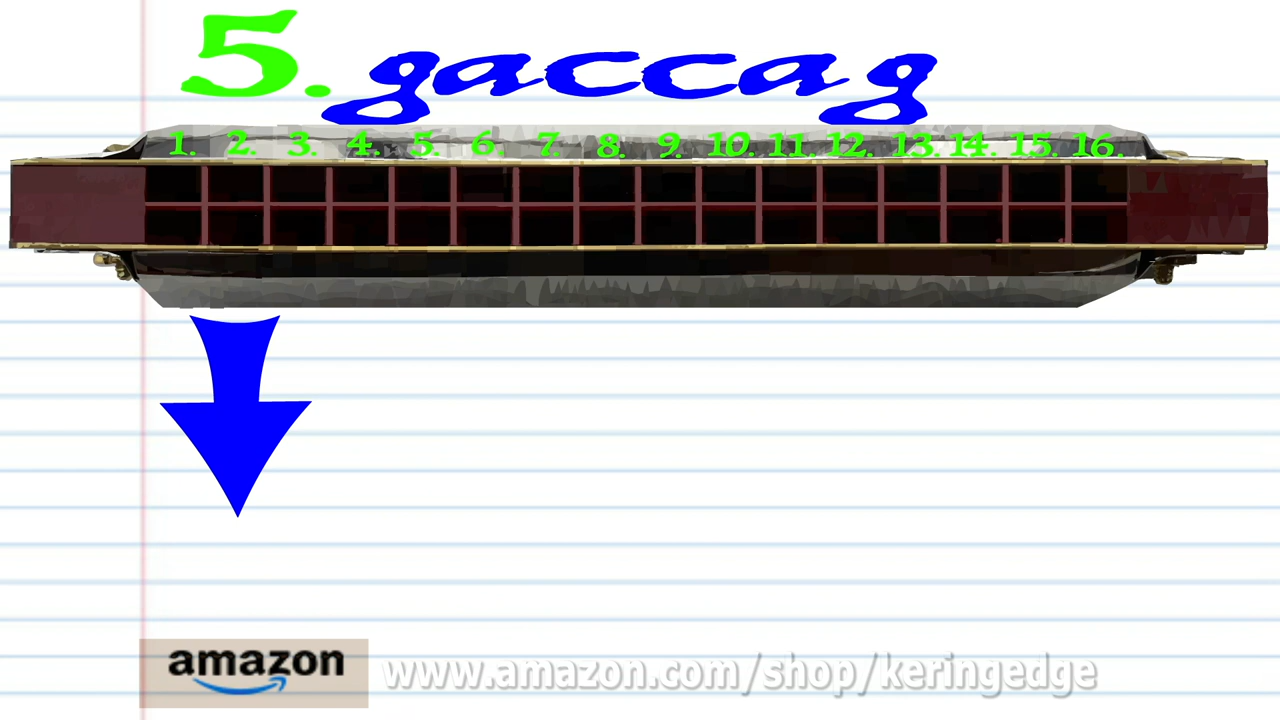 5. gaccag
1. 2. 3. 4. 5. 6. 7. 8. 9. 10. 11. 12. 13. 14. 15. 16.
amazon www.amazon.com/shop/keringedge